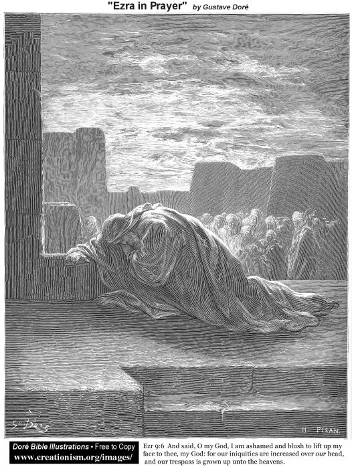 "Ezra in Prayer" by Gustave Doré
G Doré
H. PISAN.
Doré Bible Illustrations • Free to Copy
www.creationism.org/images/
Ezr 9:6 And said, O my God, I am ashamed and blush to lift up my
face to thee, my God: for our iniquities are increased over our head,
and our trespass is grown up unto the heavens.